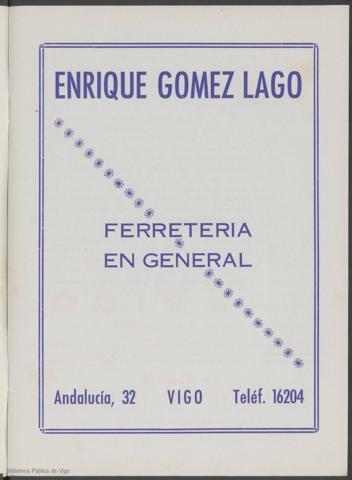 ENRIQUE GOMEZ LAGO
FERRETERIA
EN GENERAL
Andalucía, 32 VIGO Teléf. 16204
Biblioteca Pública de Vigo